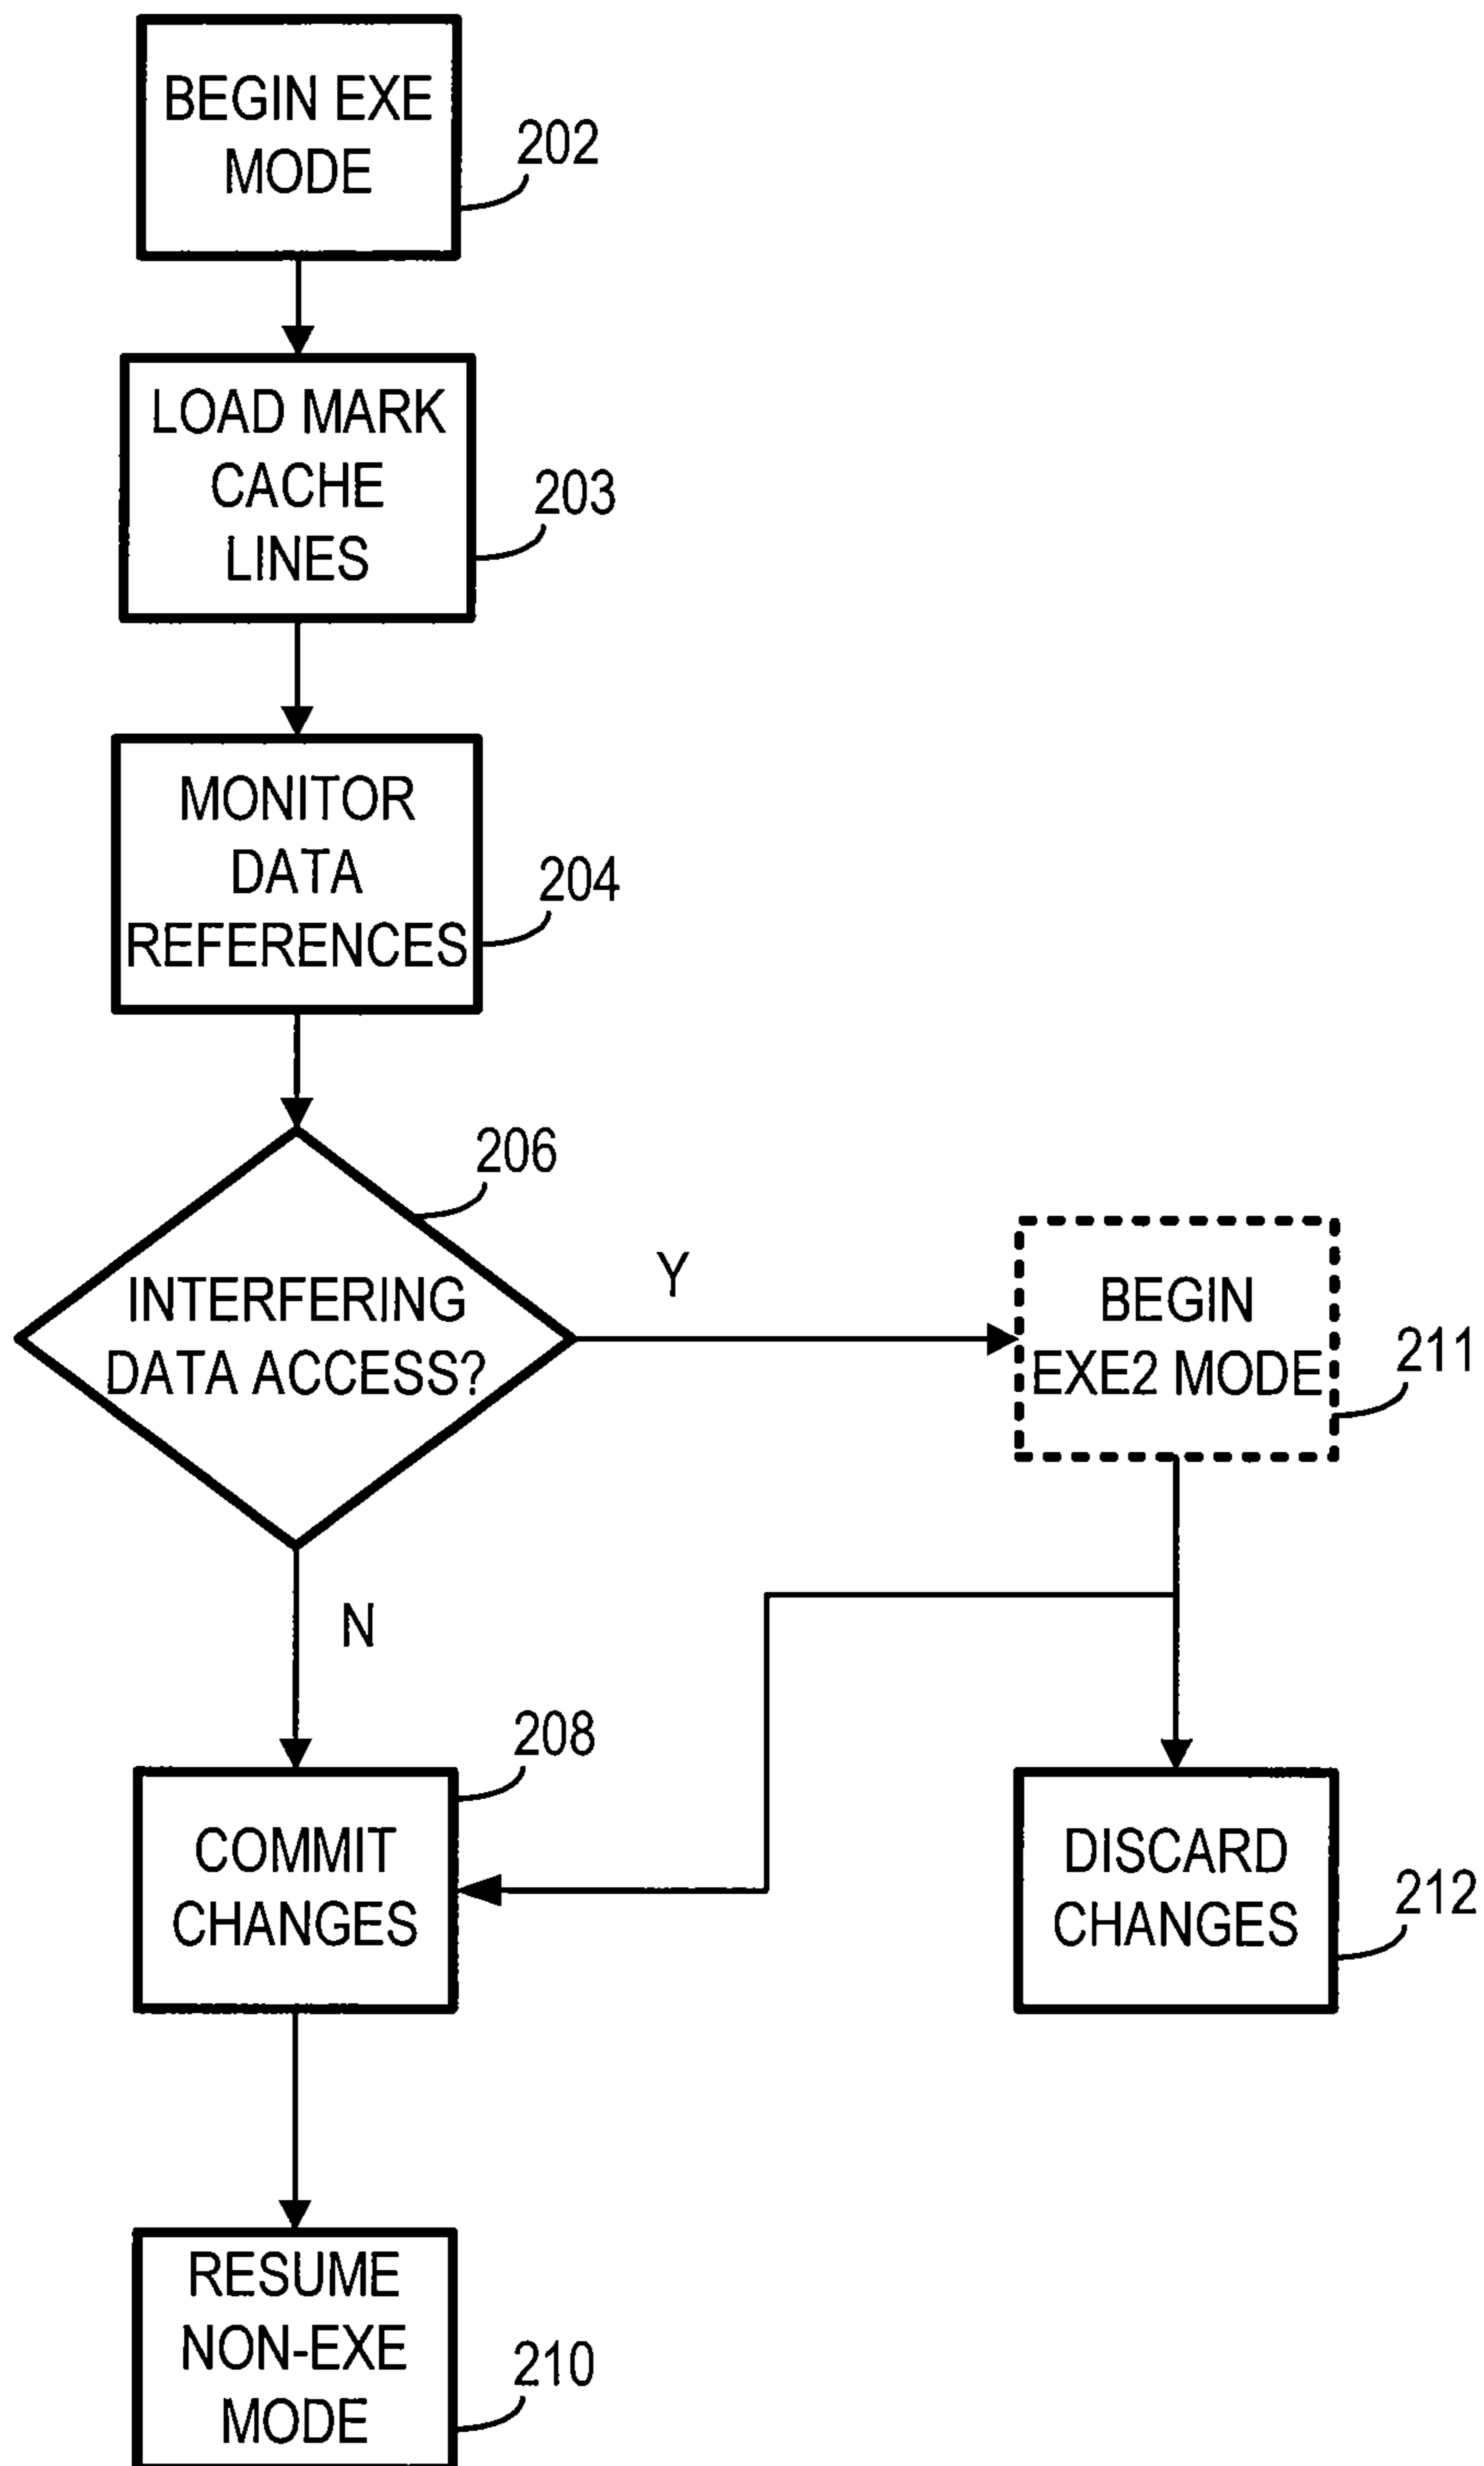 BEGIN EXE
MODE
202
LOAD MARK
CACHE
LINES
203
MONITOR
DATA
REFERENCES
204
206
INTERFERING
DATA ACCESS?
Y
BEGIN
EXE2 MODE
211
N
208
COMMIT
CHANGES
DISCARD
CHANGES
212
RESUME
NON-EXE
MODE
210